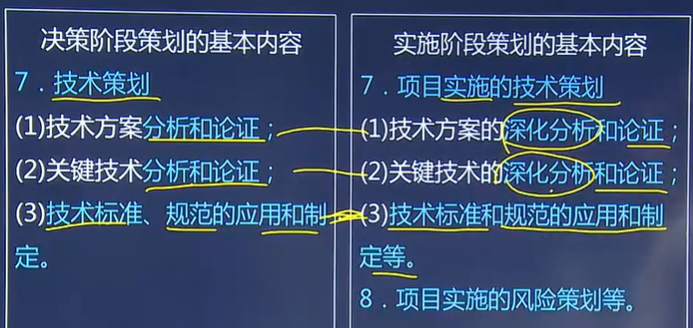 决策阶段策划的基本内容
7．技术策划
(1)技术方案分析和论证；
(2)关键技术分析和论证；
(3)技术标准、规范的应用和制
定。
实施阶段策划的基本内容
7．项目实施的技术策划
(1)技术方案的深化分析和论证；
(2)关键技术的深化分析和论证；
(3)技术标准和规范的应用和制
定等。
8．项目实施的风险策划等。